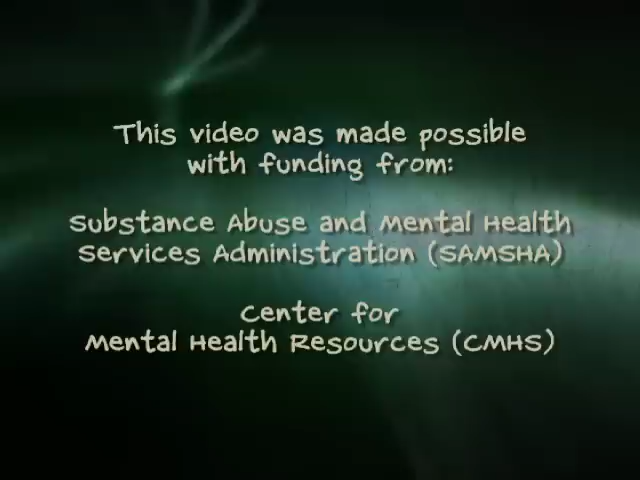 This video was made possible
with funding from:
Substance Abuse and Mental Health
Services Administration (SAMSHA)
Center for
Mental Health Resources (CMHS)